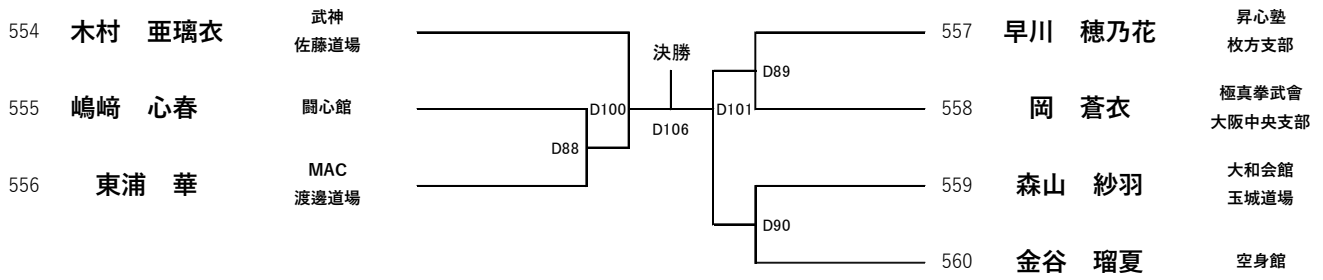 554 木村　亜璃衣 武神
佐藤道場
555 嶋﨑　心春 闘心館
556 東浦　華 MAC
渡邊道場
D88
D100
決勝
D106
D101
D89
D90
557 早川　穂乃花 昇心塾
枚方支部
558 岡　蒼衣 極真拳武會
大阪中央支部
559 森山　紗羽 大和会館
玉城道場
560 金谷　瑠夏 空身館